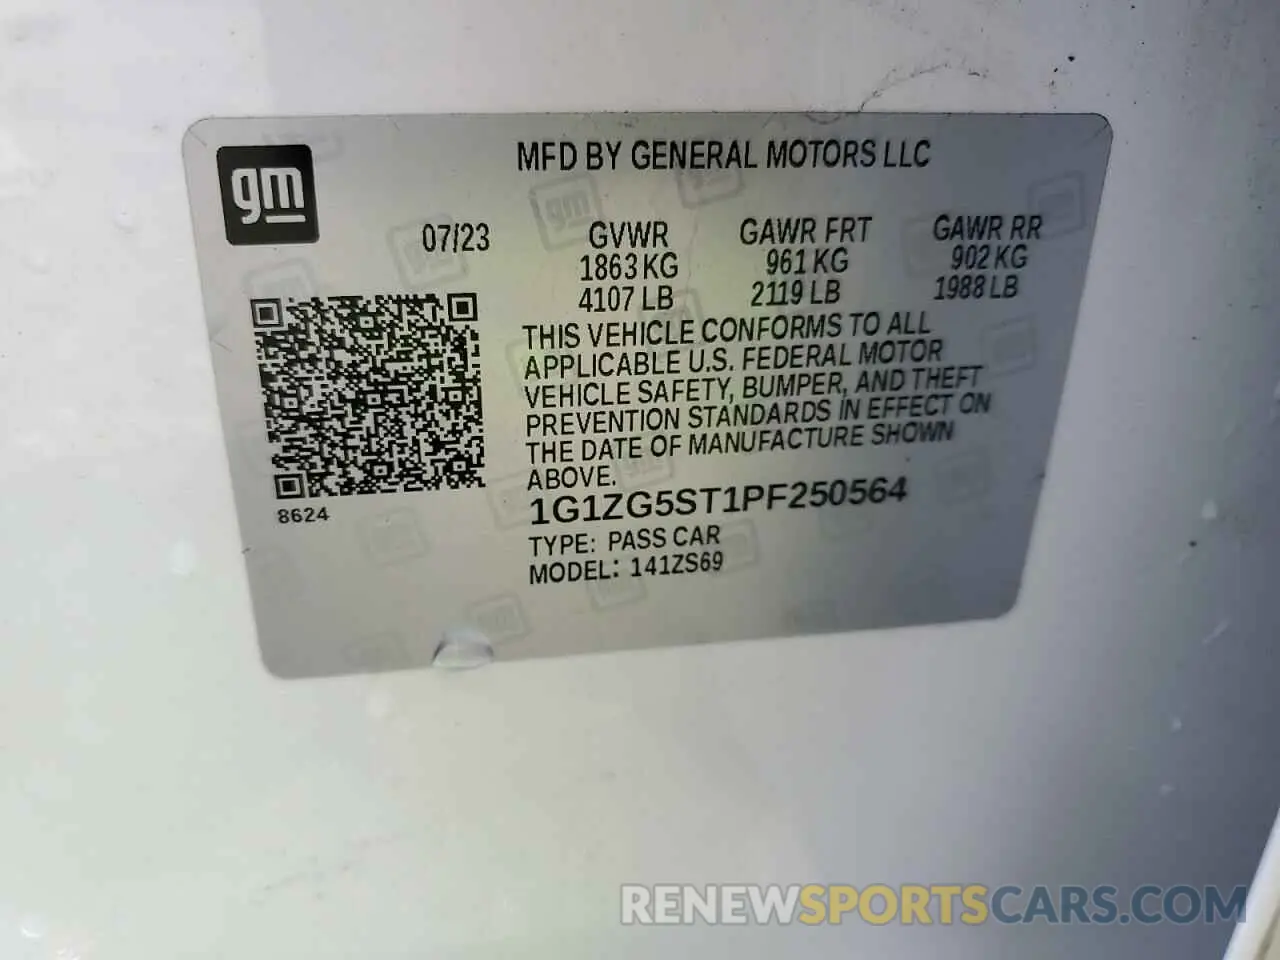 MFD BY GENERAL MOTORS LLC
gm
07/23 GVWR GAWR FRT GAWR RR
1863 KG 961 KG 902 KG
4107 LB 2119 LB 1988 LB
THIS VEHICLE CONFORMS TO ALL
APPLICABLE U.S. FEDERAL MOTOR
VEHICLE SAFETY, BUMPER, AND THEFT
PREVENTION STANDARDS IN EFFECT ON
THE DATE OF MANUFACTURE SHOWN
ABOVE.
1G1ZG5ST1PF250564
8624
TYPE: PASS CAR
MODEL: 141ZS69
RENEWSPORTSCARS.COM